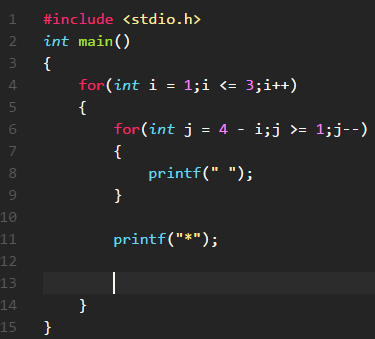 1 #include <stdio.h>
2 int main()
3 {
4     for(int i = 1;i <= 3;i++)
5     {
6         for(int j = 4 - i;j >= 1;j--)
7         {
8             printf(" ");
9         }
10
11         printf("*");
12
13
14     }
15 }